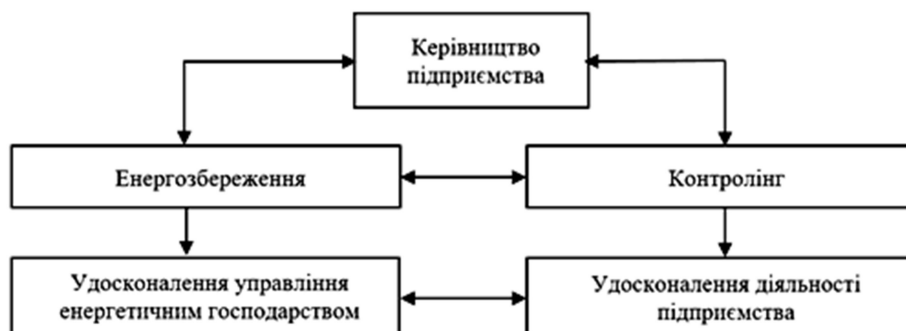 Керівництво
підприємства
Енергозбереження
Контролінг
Удосконалення управління
енергетичним господарством
Удосконалення діяльності
підприємства